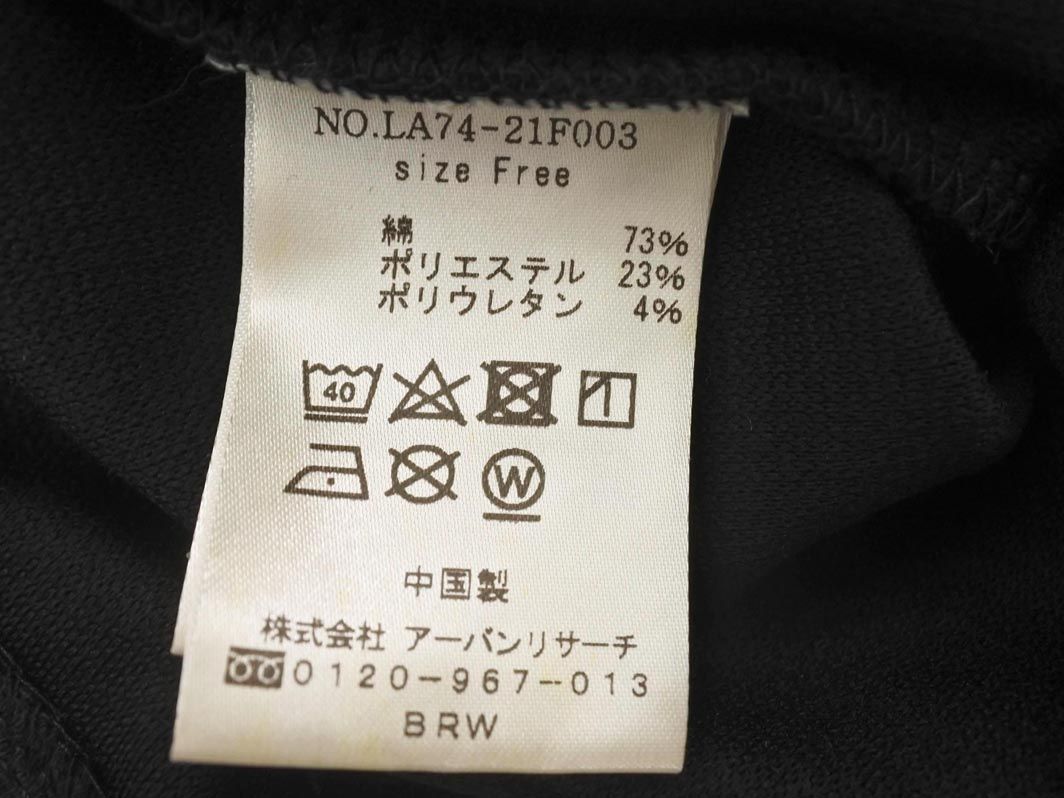 NO.LA74-21F003
size Free
綿 73%
ポリエステル 23%
ポリウレタン 4%
40
W
中国製
株式会社 アーバンリサーチ
0120-967-013
BRW